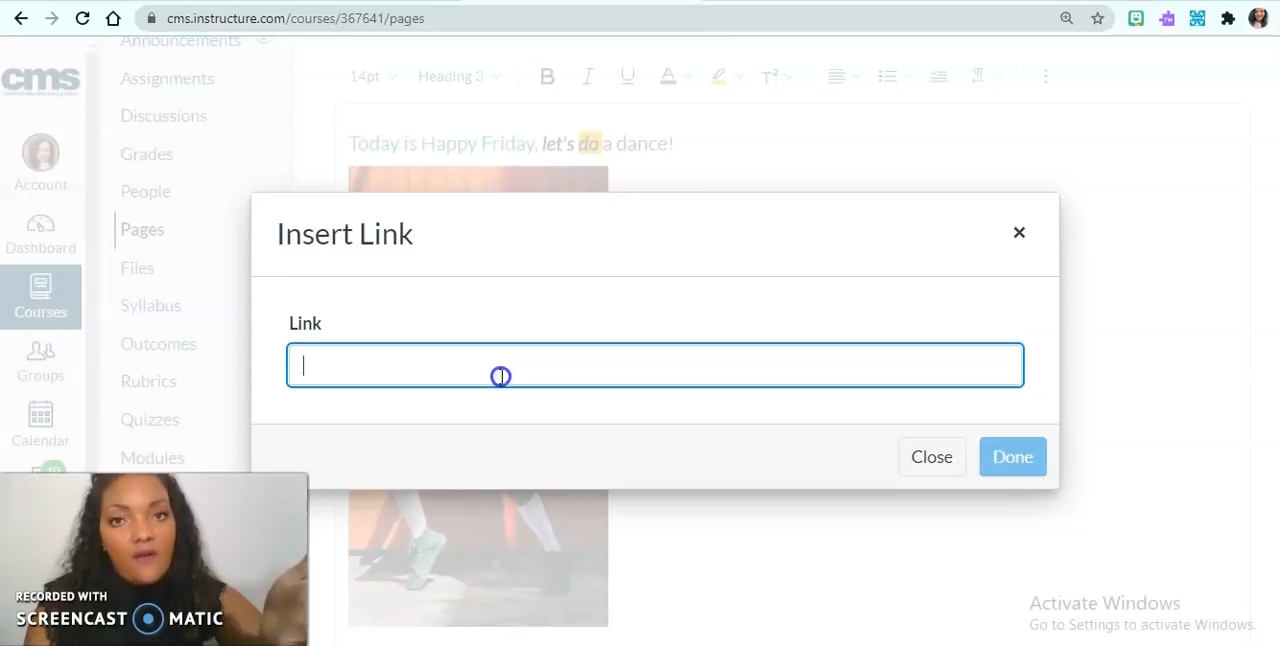 cms.instructure.com/courses/367641/pages
Announcements
cms
Assignments
14pt
Heading 3
B
I
U
A
T²
Discussions
Today is Happy Friday, let's do a dance!
Grades
Account
People
Insert Link
Pages
Dashboard
Files
Courses
Syllabus
Link
Outcomes
Groups
Rubrics
Quizzes
Calendar
Modules
Close
Done
RECORDED WITH
SCREENCAST MATIC
Activate Windows
Go to Settings to activate Windows.